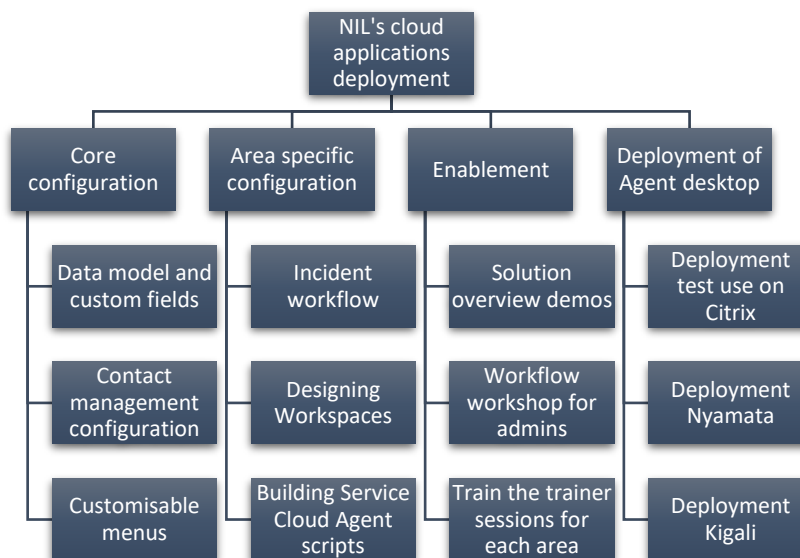 NIL's cloud
applications
deployment
Core
configuration
Area specific
configuration
Enablement
Deployment of
Agent desktop
Data model and
custom fields
Incident
workflow
Solution
overview demos
Deployment
test use on
Citrix
Contact
management
configuration
Designing
Workspaces
Workflow
workshop for
admins
Deployment
Nyamata
Customisable
menus
Building Service
Cloud Agent
scripts
Train the trainer
sessions for
each area
Deployment
Kigali